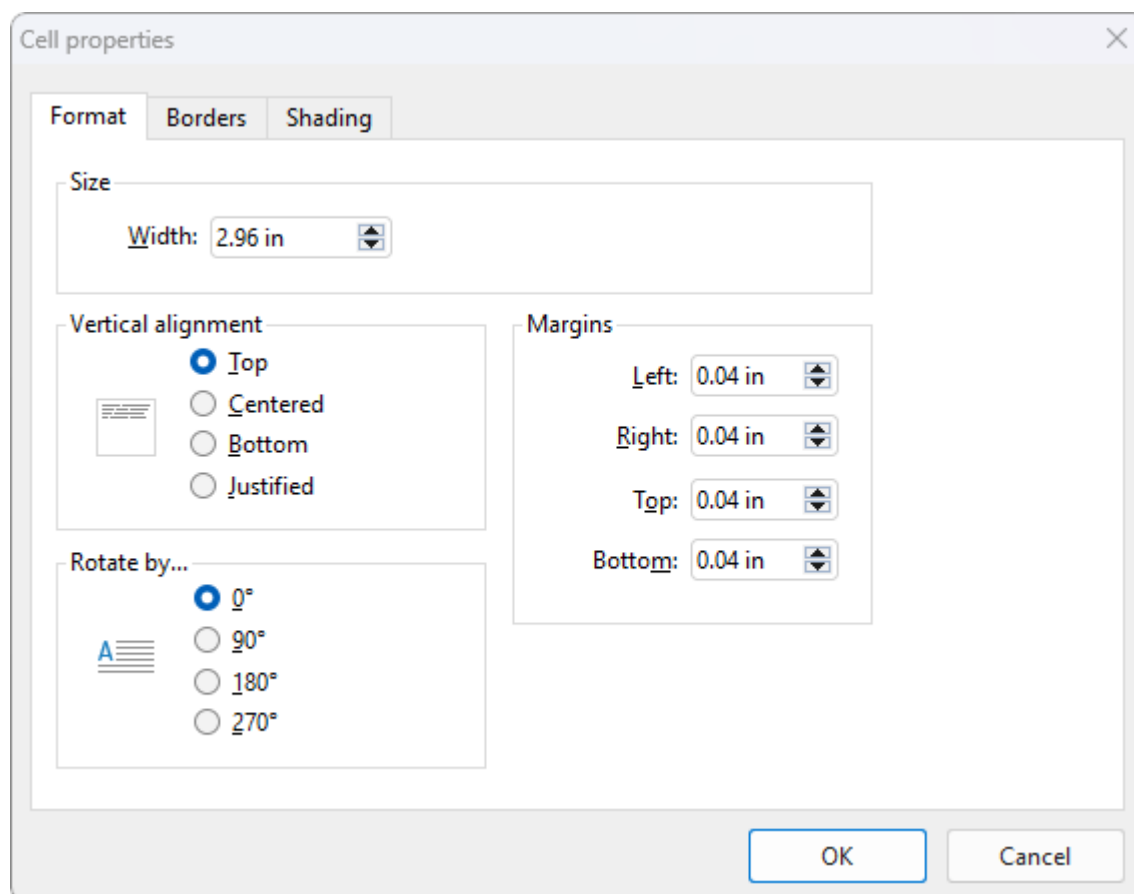 Cell properties
Format Borders Shading
Size
Width: 2.96 in
Vertical alignment
Top
Centered
Bottom
Justified
Margins
Left: 0.04 in
Right: 0.04 in
Top: 0.04 in
Bottom: 0.04 in
Rotate by...
A
0°
90°
180°
270°
OK Cancel